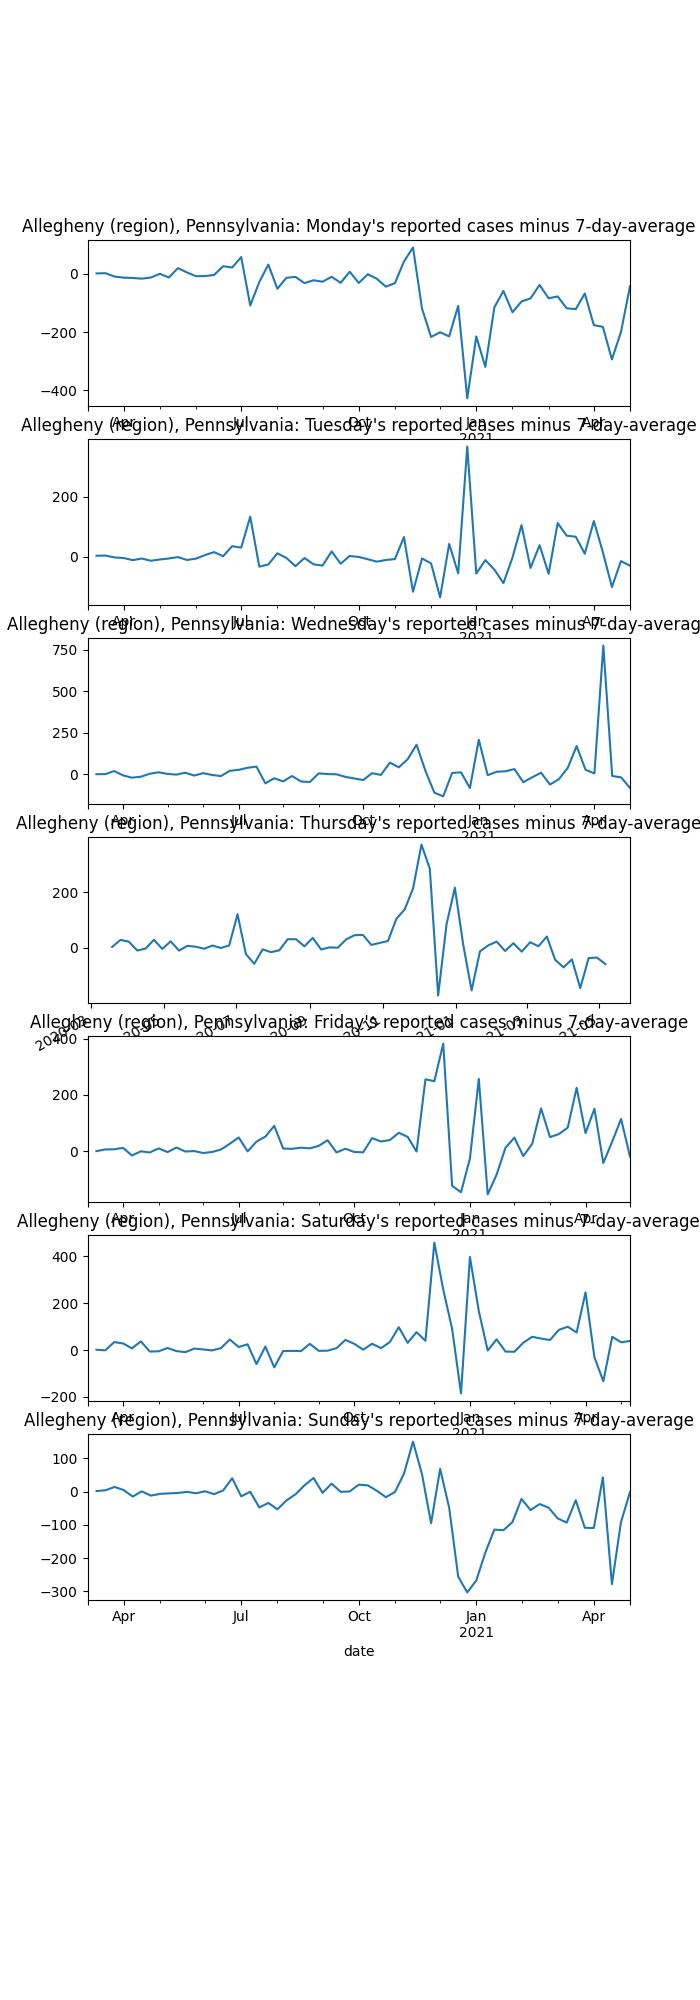 Allegheny (region), Pennsylvania: Monday's reported cases minus 7-day-average
0
−200
−400
Apr Jul Oct Jan Apr
2021
Allegheny (region), Pennsylvania: Tuesday's reported cases minus 7-day-average
200
0
Apr Jul Oct Jan Apr
2021
Allegheny (region), Pennsylvania: Wednesday's reported cases minus 7-day-averag
750
500
250
0
Apr Jul Oct Jan Apr
2021
Allegheny (region), Pennsylvania: Thursday's reported cases minus 7-day-average
200
0
Allegheny (region), Pennsylvania: Friday's reported cases minus 7-day-average
400
200
0
Apr Jul Oct Jan Apr
2021
Allegheny (region), Pennsylvania: Saturday's reported cases minus 7-day-average
400
200
0
−200
Apr Jul Oct Jan Apr
2021
Allegheny (region), Pennsylvania: Sunday's reported cases minus 7-day-average
100
0
−100
−200
−300
Apr Jul Oct Jan Apr
2021
date